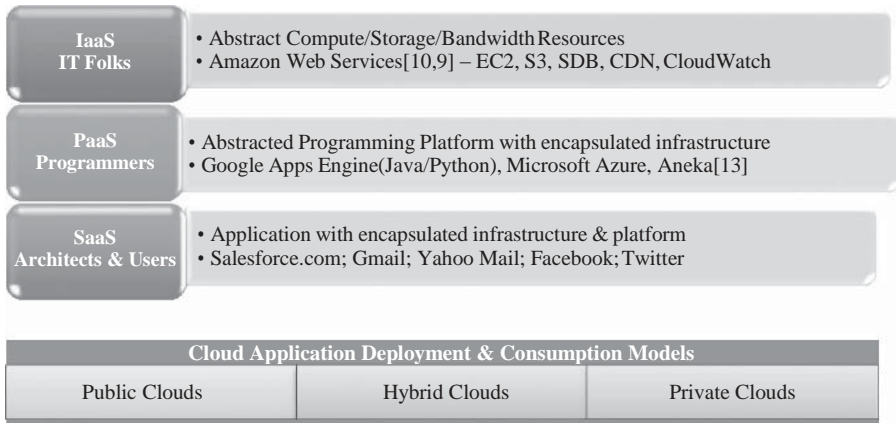 IaaS
IT Folks
• Abstract Compute/Storage/Bandwidth Resources
• Amazon Web Services[10,9] – EC2, S3, SDB, CDN, CloudWatch
PaaS
Programmers
• Abstracted Programming Platform with encapsulated infrastructure
• Google Apps Engine(Java/Python), Microsoft Azure, Aneka[13]
SaaS
Architects & Users
• Application with encapsulated infrastructure & platform
• Salesforce.com; Gmail; Yahoo Mail; Facebook; Twitter
Cloud Application Deployment & Consumption Models
Public Clouds
Hybrid Clouds
Private Clouds